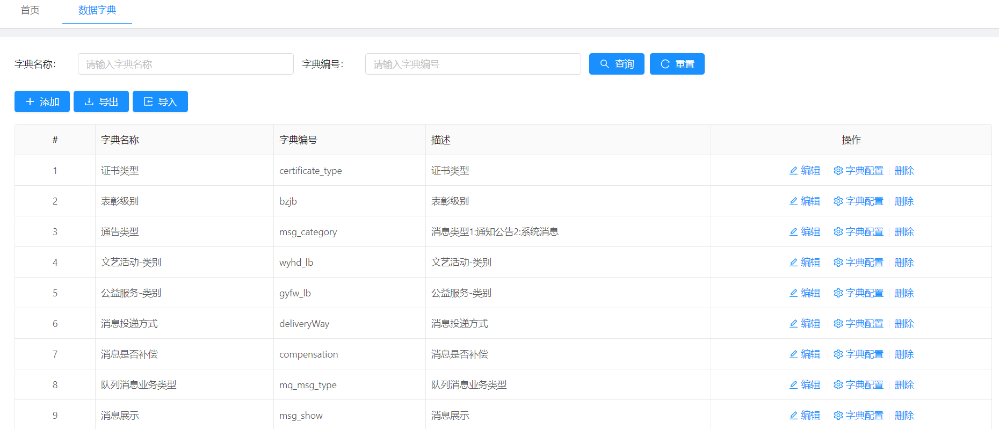 首页 数据字典
字典名称： 请输入字典名称 字典编号： 请输入字典编号 查询 重置
添加 导出 导入
# 字典名称 字典编号 描述 操作
1 证书类型 certificate_type 证书类型 编辑 字典配置 删除
2 表彰级别 bzjb 表彰级别 编辑 字典配置 删除
3 通告类型 msg_category 消息类型1:通知公告2:系统消息 编辑 字典配置 删除
4 文艺活动-类别 wyhd_lb 文艺活动-类别 编辑 字典配置 删除
5 公益服务-类别 gyfw_lb 公益服务-类别 编辑 字典配置 删除
6 消息投递方式 deliveryWay 消息投递方式 编辑 字典配置 删除
7 消息是否补偿 compensation 消息是否补偿 编辑 字典配置 删除
8 队列消息业务类型 mq_msg_type 队列消息业务类型 编辑 字典配置 删除
9 消息展示 msg_show 消息展示 编辑 字典配置 删除